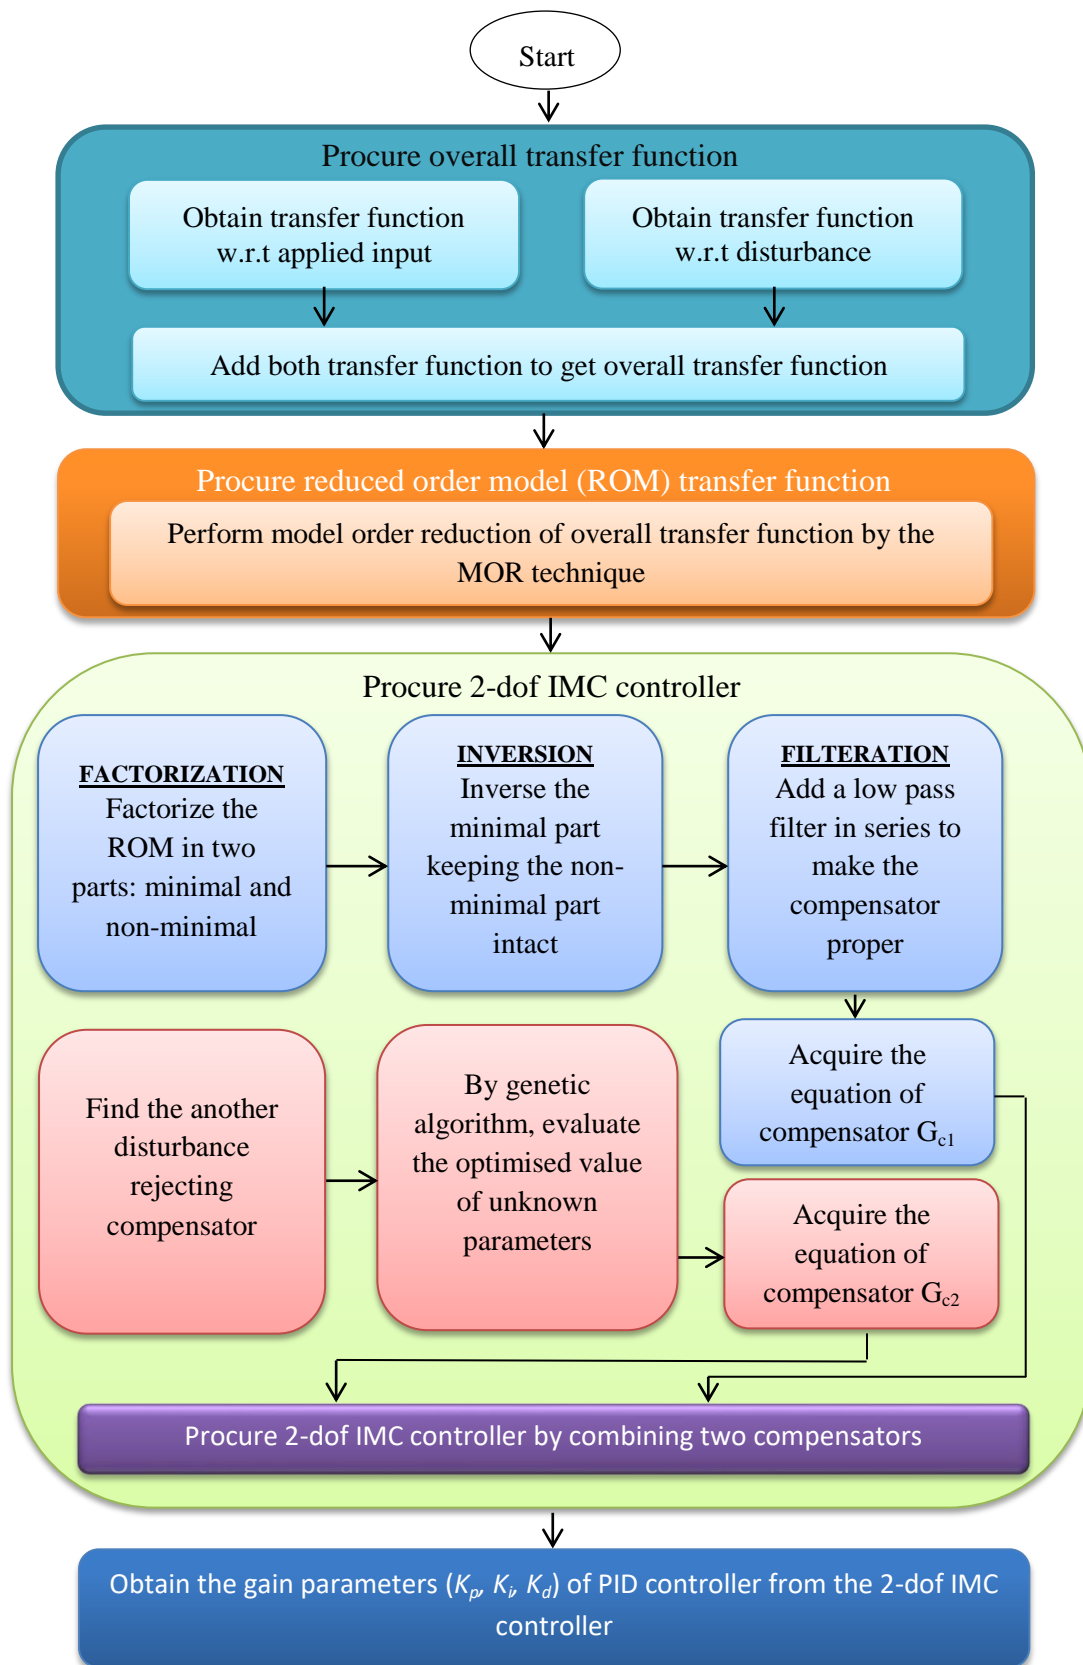 Start
Procure overall transfer function
Obtain transfer function
w.r.t applied input
Obtain transfer function
w.r.t disturbance
Add both transfer function to get overall transfer function
Procure reduced order model (ROM) transfer function
Perform model order reduction of overall transfer function by the
MOR technique
Procure 2-dof IMC controller
FACTORIZATION
Factorize the
ROM in two
parts: minimal and
non-minimal
INVERSION
Inverse the
minimal part
keeping the non-
minimal part
intact
FILTERATION
Add a low pass
filter in series to
make the
compensator
proper
Acquire the
equation of
compensator Gc1
Find the another
disturbance
rejecting
compensator
By genetic
algorithm, evaluate
the optimised value
of unknown
parameters
Acquire the
equation of
compensator Gc2
Procure 2-dof IMC controller by combining two compensators
Obtain the gain parameters (Kp, Ki, Kd) of PID controller from the 2-dof IMC
controller